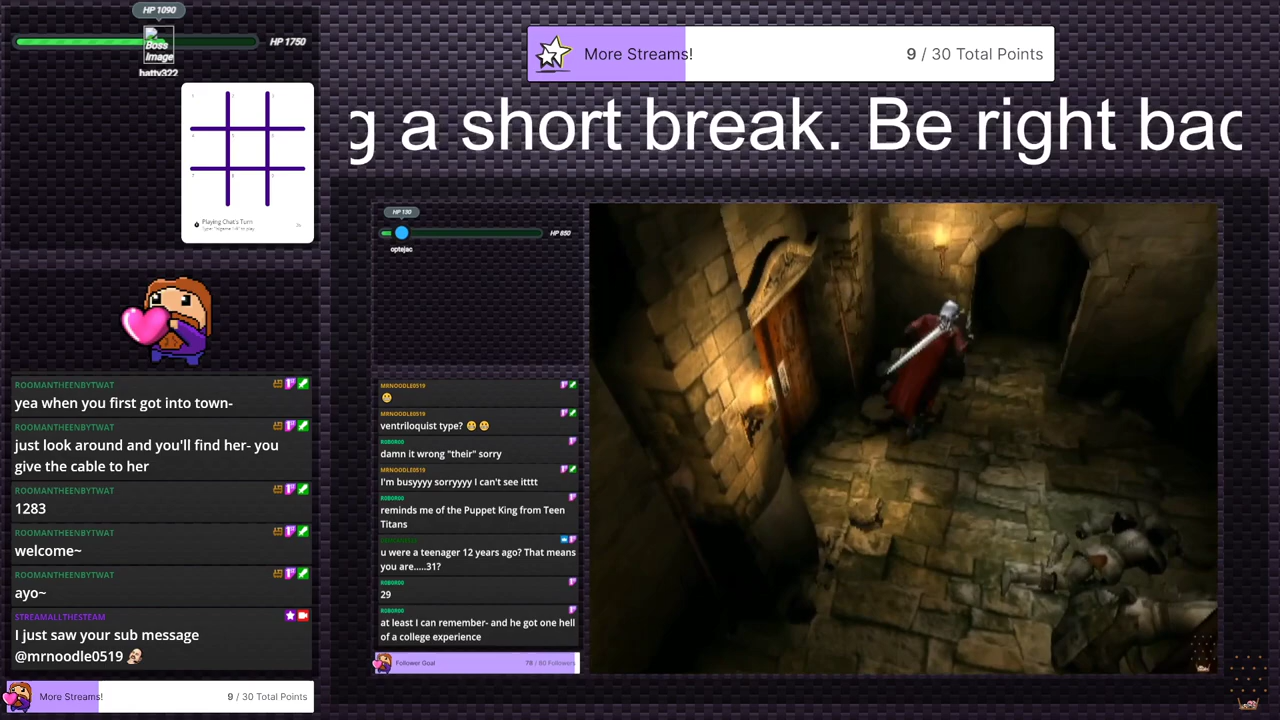 HP 1090
HP 1750
Boss
Image
hattv322
Playing Chat's Turn
More Streams!
9 / 30 Total Points
g a short break. Be right bac
ROOMANTHEENBYTWAT
yea when you first got into town-
ROOMANTHEENBYTWAT
just look around and you'll find her- you
give the cable to her
ROOMANTHEENBYTWAT
1283
ROOMANTHEENBYTWAT
welcome~
ROOMANTHEENBYTWAT
ayo~
STREAMALLTHESTEAM
I just saw your sub message
@mrnoodle0519
More Streams!
9 / 30 Total Points
HP 130
HP 850
optejac
MRNOODLE0519
MRNOODLE0519
ventriloquist type?
ROBOROO
damn it wrong "their" sorry
MRNOODLE0519
I'm busyyyy sorryyyy I can't see itttt
ROBOROO
reminds me of the Puppet King from Teen
Titans
u were a teenager 12 years ago? That means
you are.....31?
ROBOROO
29
ROBOROO
at least I can remember- and he got one hell
of a college experience
Follower Goal
78 / 80 Followers